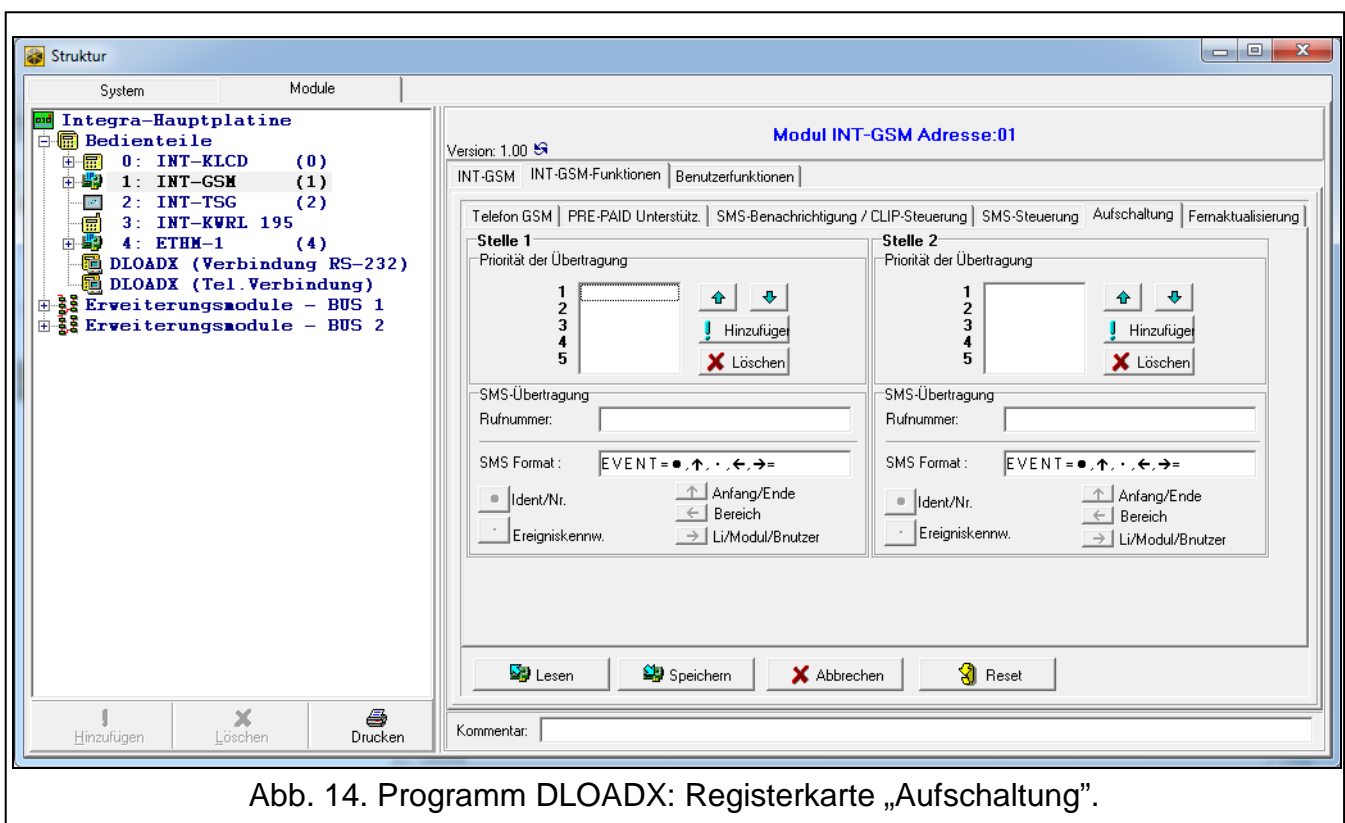 Struktur
System Module
Integra-Hauptplatine
Bedienteile
0: INT-KLCD (0)
1: INT-GSM (1)
2: INT-TSG (2)
3: INT-KWRL 195
4: ETHM-1 (4)
DLOADX (Verbindung RS-232)
DLOADX (Tel.Verbindung)
Erweiterungsmodule - BUS 1
Erweiterungsmodule - BUS 2
Hinzufügen Löschen Drucken
Modul INT-GSM Adresse:01
Version: 1.00
INT-GSM INT-GSM-Funktionen Benutzerfunktionen
Telefon GSM PRE-PAID Unterstütz. SMS-Benachrichtigung / CLIP-Steuerung SMS-Steuerung Aufschaltung Fernaktualisierung
Stelle 1
Priorität der Übertragung
1
2
3
4
5
Hinzufüger
Löschen
SMS-Übertragung
Rufnummer:
SMS Format : EVENT=●,↑,·,←,→=
Ident/Nr.
Ereigniskennw.
Anfang/Ende
Bereich
Li/Modul/Bnutzer
Stelle 2
Priorität der Übertragung
1
2
3
4
5
Hinzufüger
Löschen
SMS-Übertragung
Rufnummer:
SMS Format : EVENT=●,↑,·,←,→=
Ident/Nr.
Ereigniskennw.
Anfang/Ende
Bereich
Li/Modul/Bnutzer
Lesen Speichern Abbrechen Reset
Kommentar:
Abb. 14. Programm DLOADX: Registerkarte „Aufschaltung”.